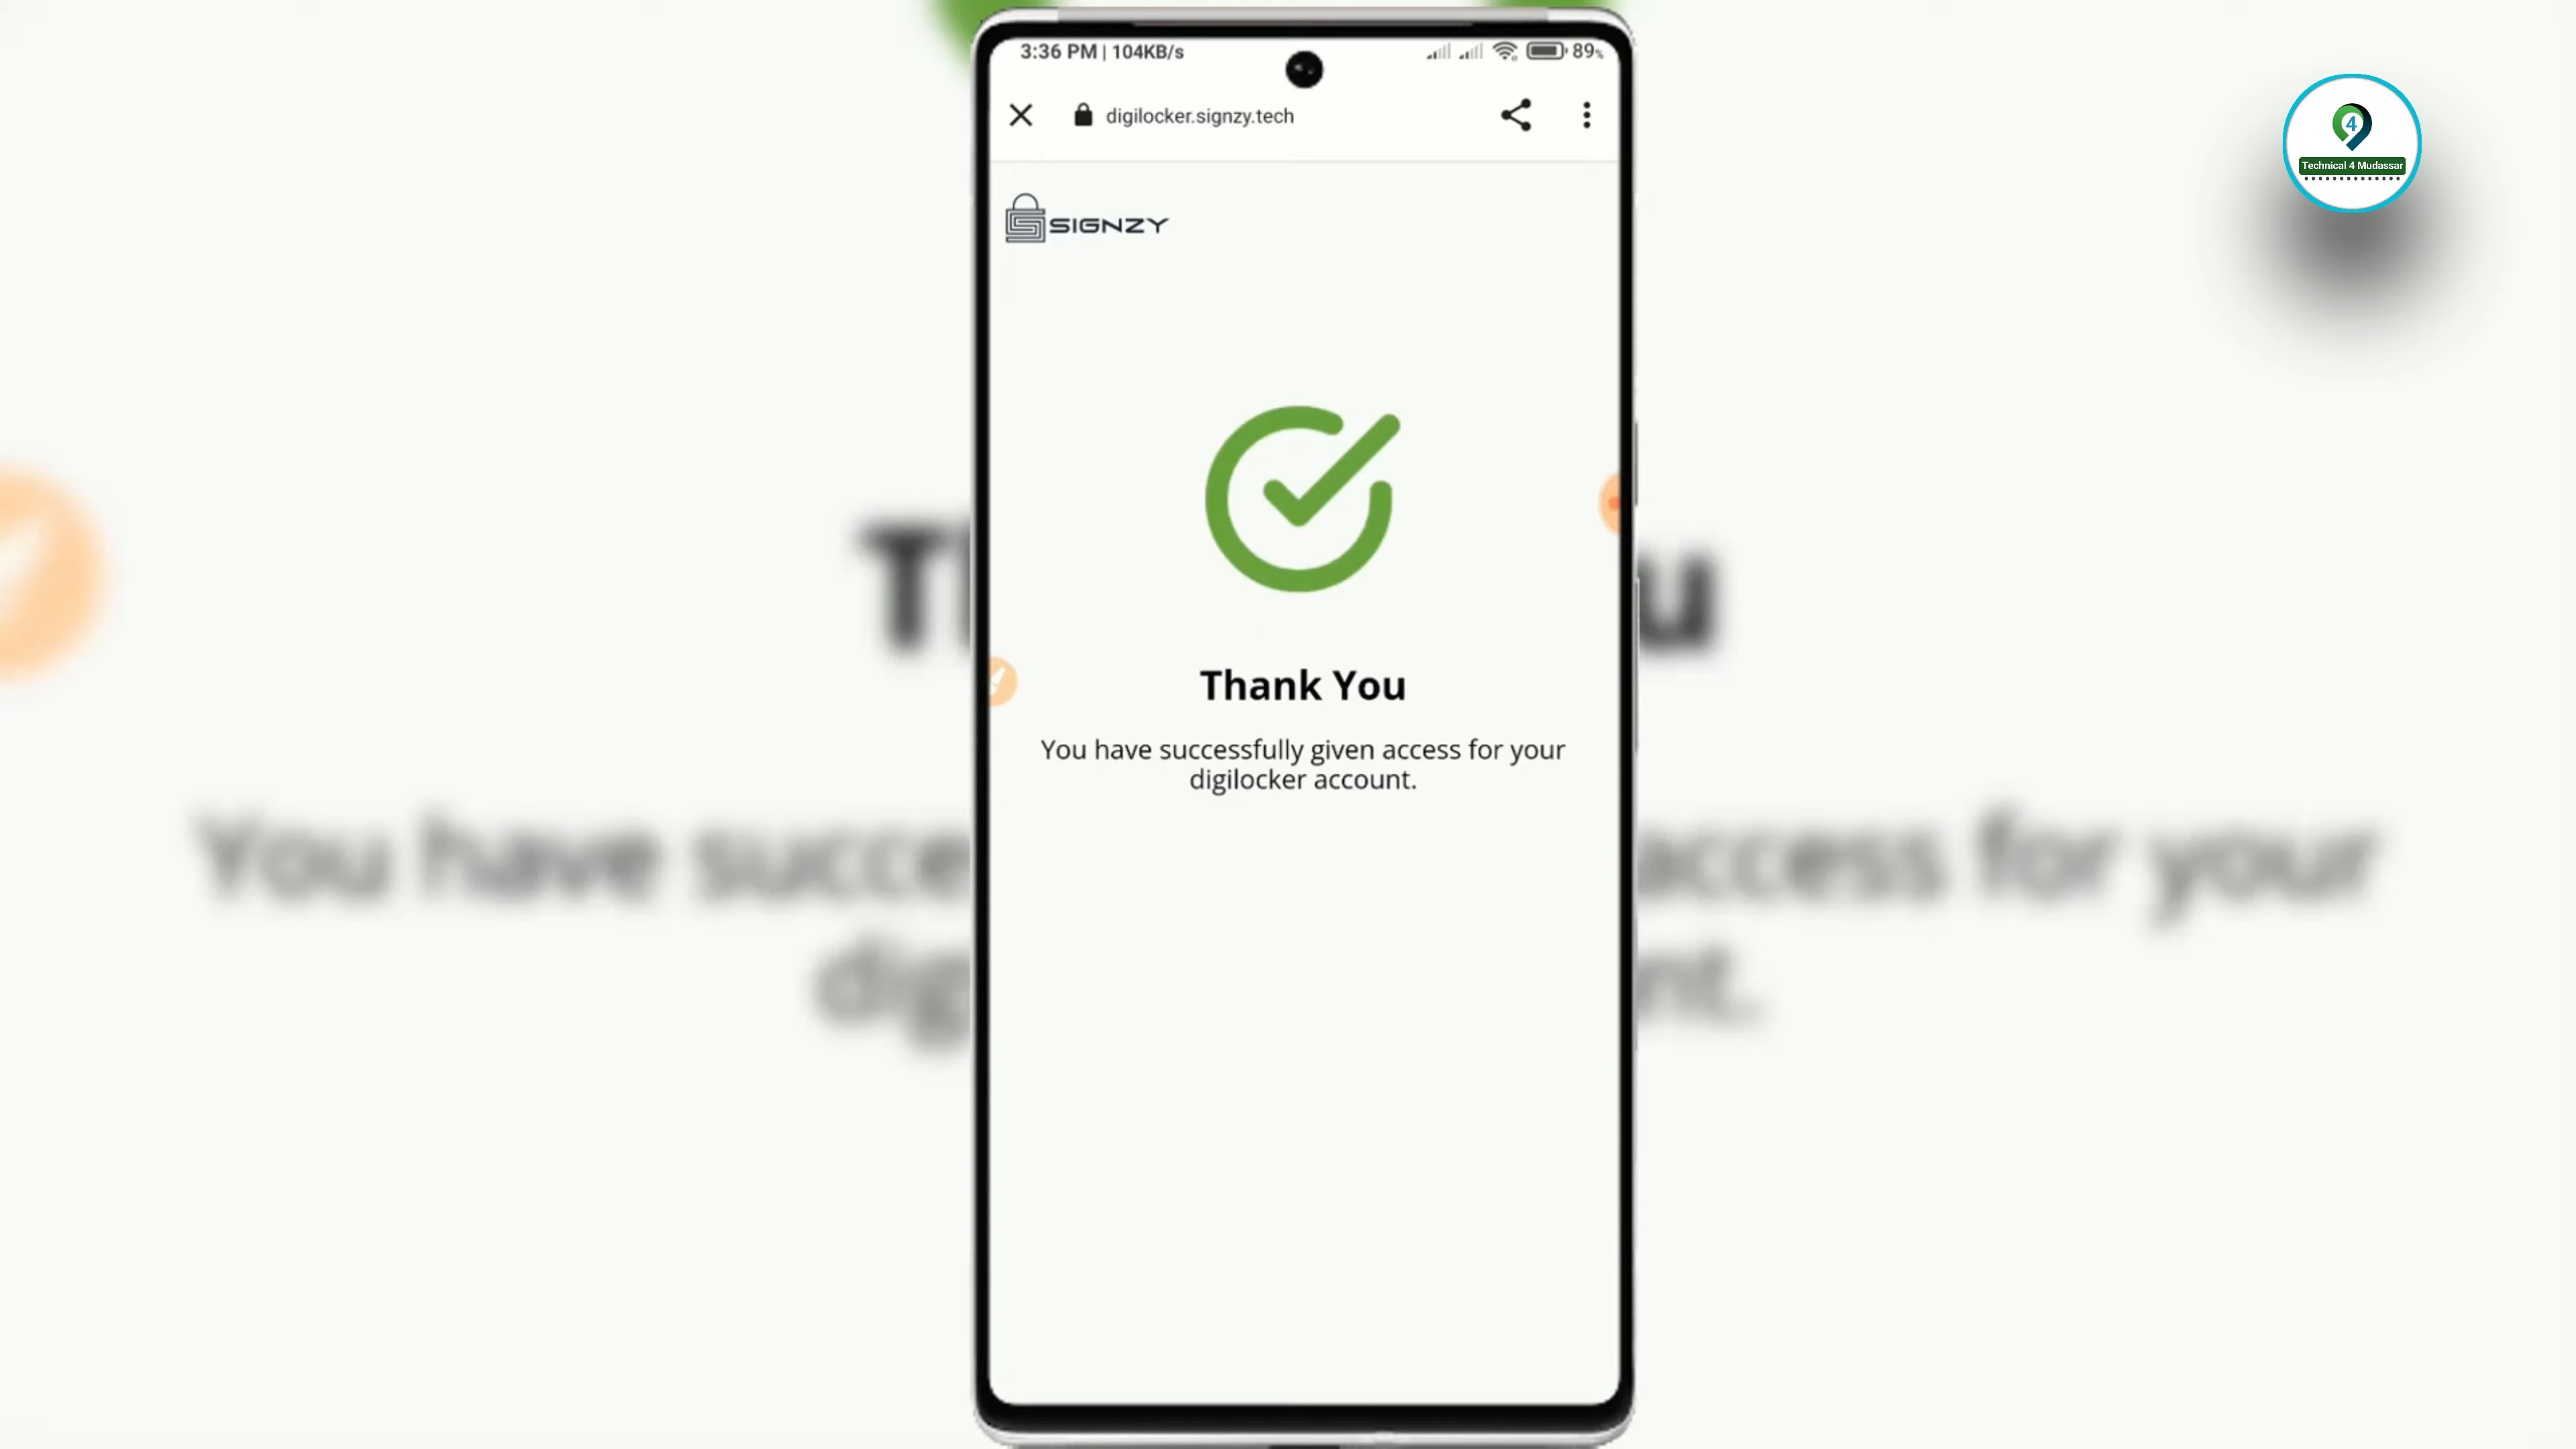 3:36 PM | 104KB/s
89%
digilocker.signzy.tech
SIGNZY
4
Technical 4 Mudassar
Thank You
You have successfully given access for your
digilocker account.